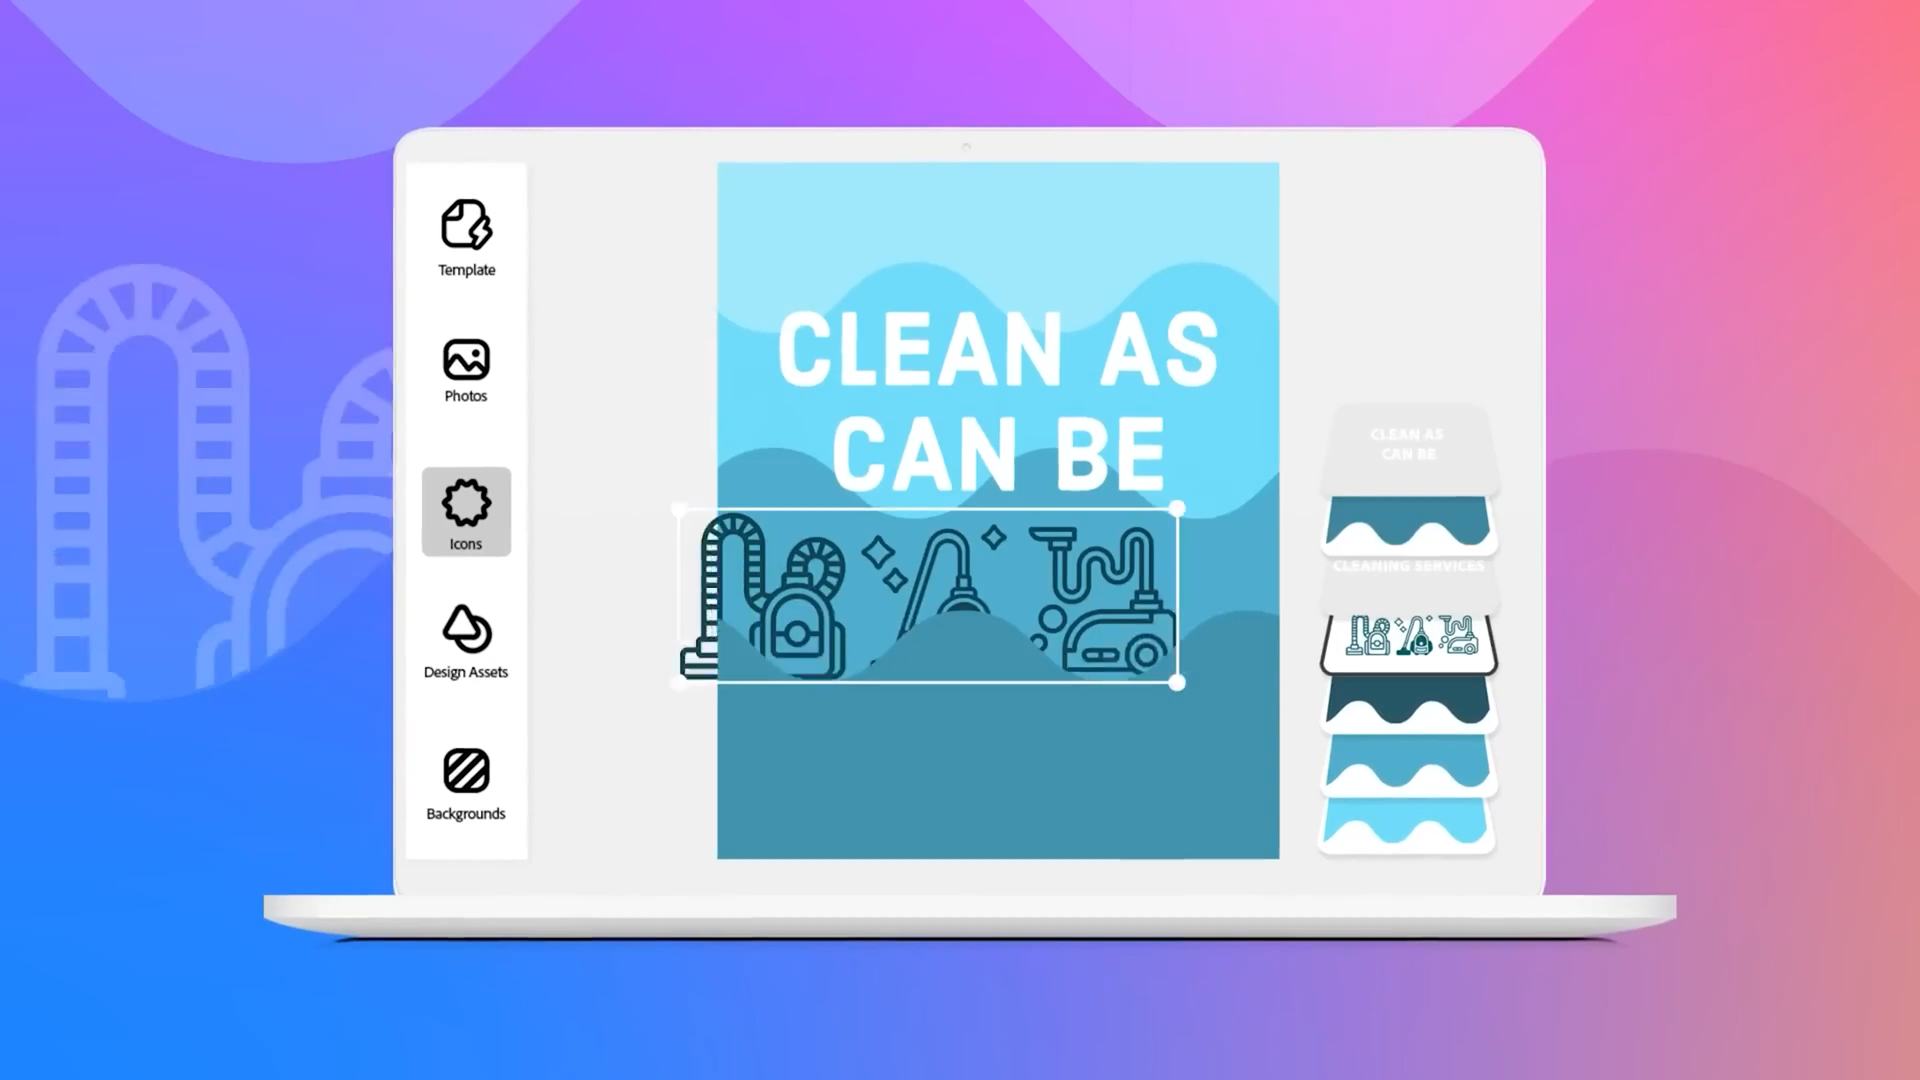 Template
Photos
Icons
Design Assets
Backgrounds
CLEAN AS
CAN BE
CLEAN AS
CAN BE
CLEANING SERVICES